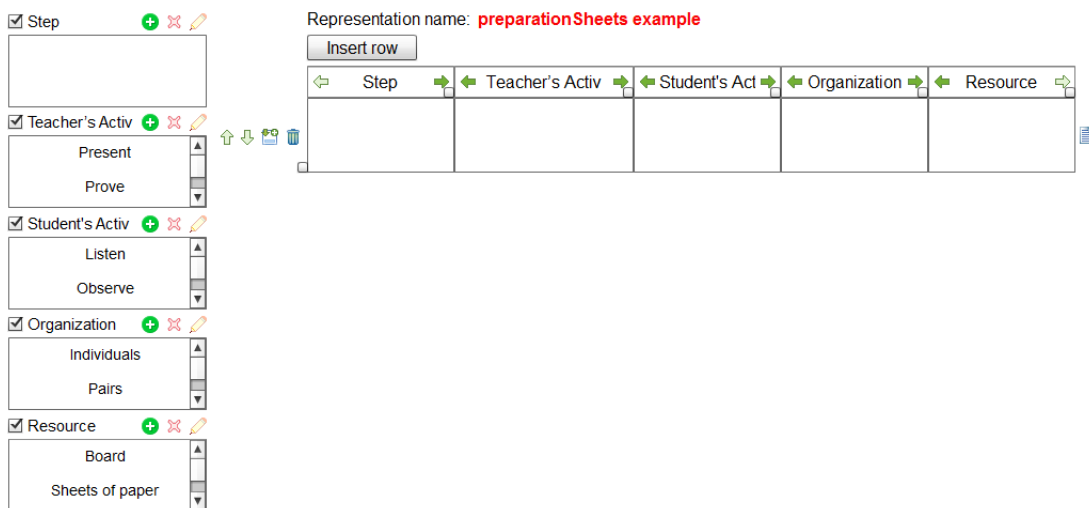 Step
Teacher’s Activ
Present
Prove
Student's Activ
Listen
Observe
Organization
Individuals
Pairs
Resource
Board
Sheets of paper
Representation name: preparationSheets example
Insert row
Step Teacher’s Activ Student's Act Organization Resource